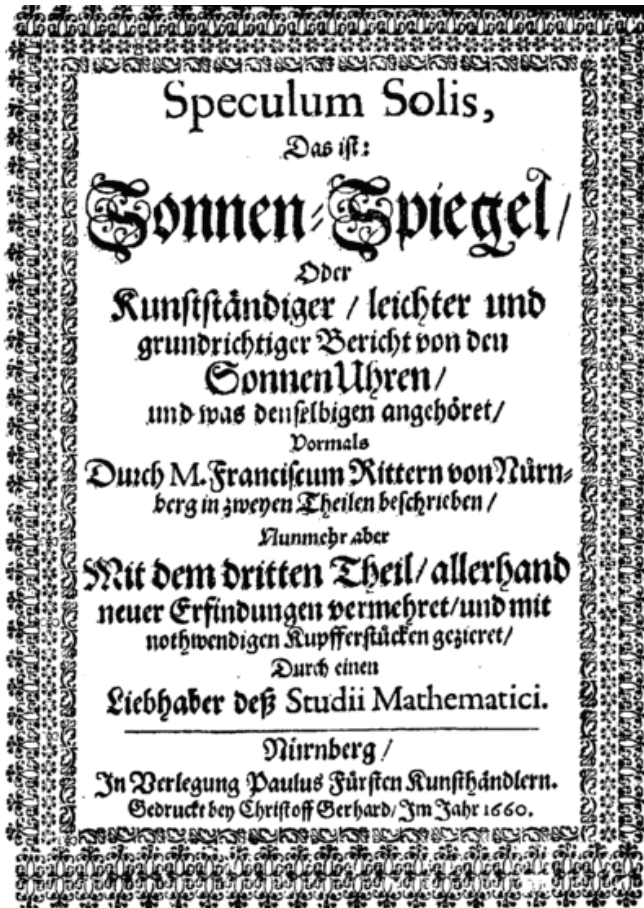 Speculum Solis,
Das ist:
Sonnen-Spiegel/
Oder
Kunstständiger / leichter und
grundrichtiger Bericht von den
SonnenUhren/
und was denselbigen angehöret/
Vormals
Durch M. Franciscum Rittern von Nürn-
berg in zweyen Theilen beschrieben /
Nunmehr aber
Mit dem dritten Theil/ allerhand
neuer Erfindungen vermehret/und mit
nothwendigen Kupfferstücken gezieret/
Durch einen
Liebhaber deß Studii Mathematici.
Nürnberg /
In Verlegung Paulus Fürsten Kunsthändlern.
Gedruckt bey Christoff Gerhard/ Im Jahr 1660.